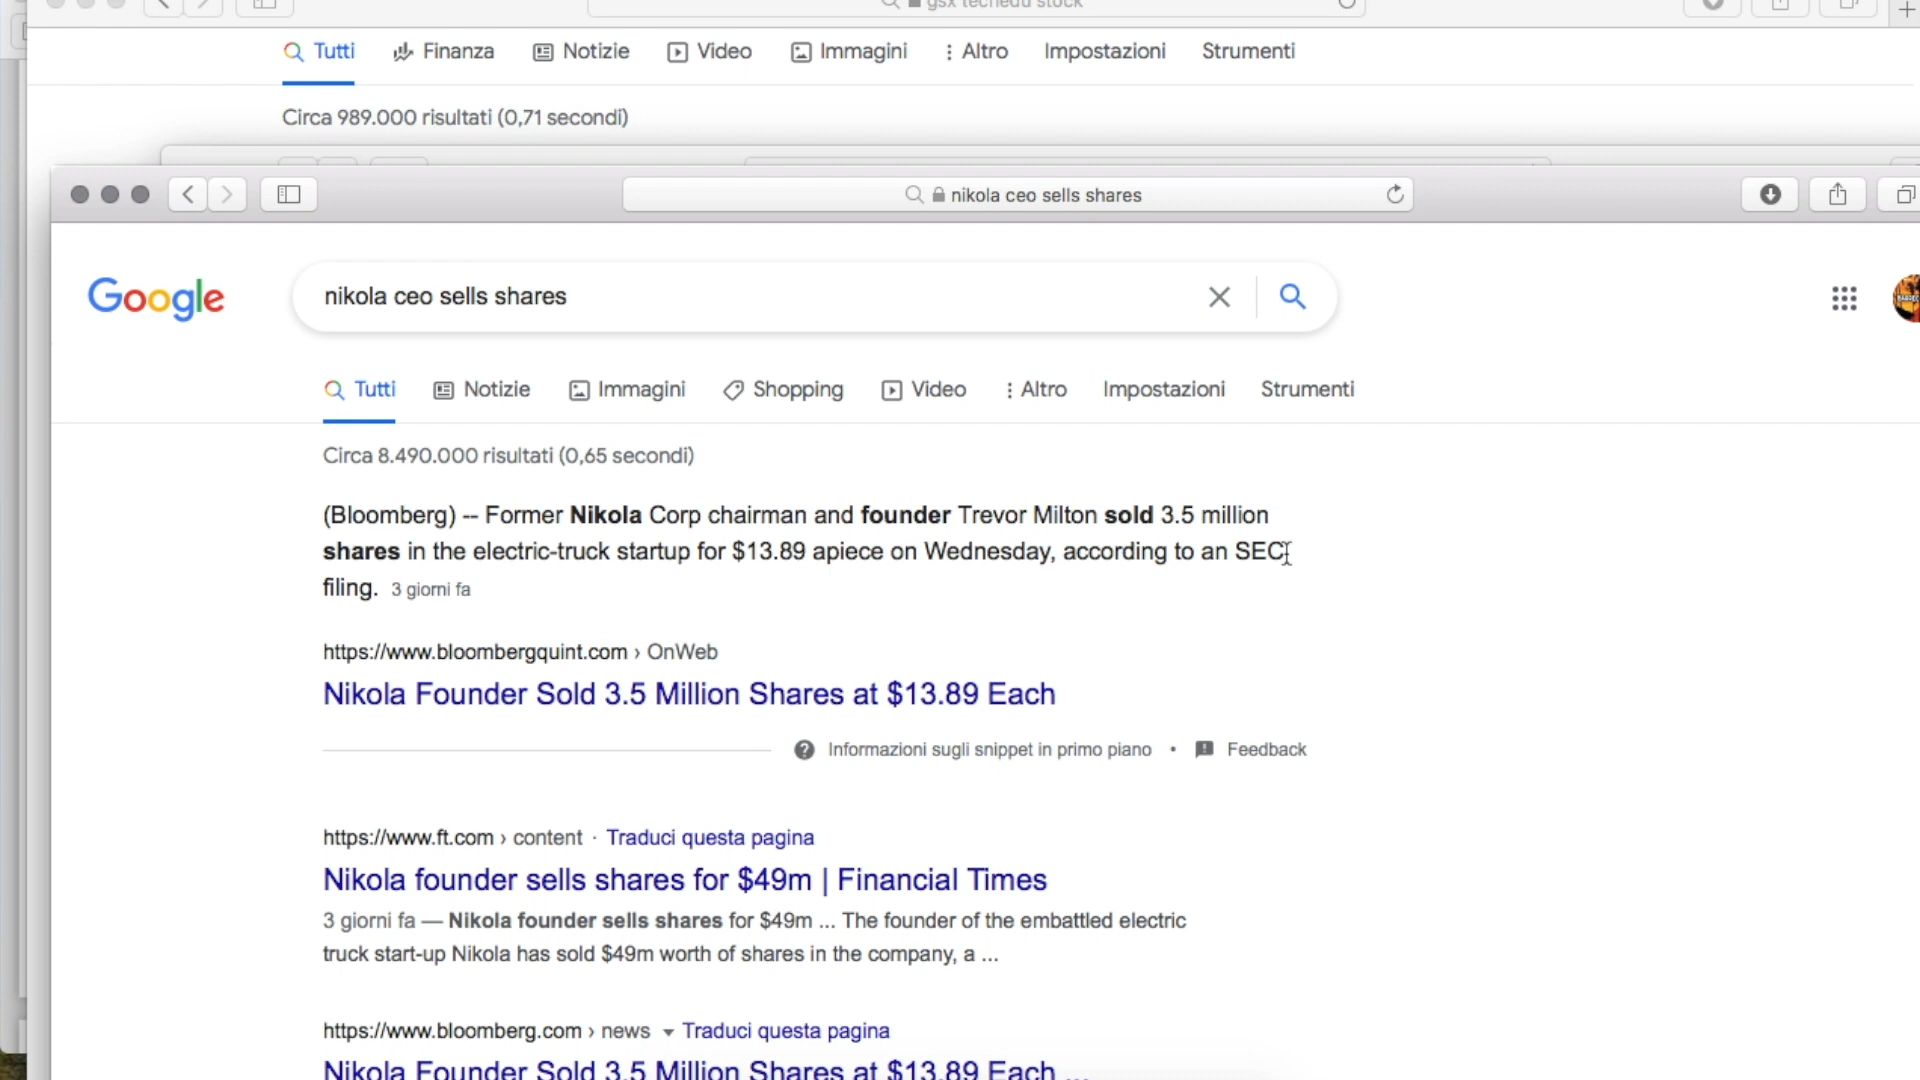 gsx techedu stock
Tutti Finanza Notizie Video Immagini Altro Impostazioni Strumenti
Circa 989.000 risultati (0,71 secondi)
nikola ceo sells shares
Google nikola ceo sells shares
Tutti Notizie Immagini Shopping Video Altro Impostazioni Strumenti
Circa 8.490.000 risultati (0,65 secondi)
(Bloomberg) -- Former Nikola Corp chairman and founder Trevor Milton sold 3.5 million
shares in the electric-truck startup for $13.89 apiece on Wednesday, according to an SEC
filing. 3 giorni fa
https://www.bloombergquint.com › OnWeb
Nikola Founder Sold 3.5 Million Shares at $13.89 Each
Informazioni sugli snippet in primo piano • Feedback
https://www.ft.com › content · Traduci questa pagina
Nikola founder sells shares for $49m | Financial Times
3 giorni fa — Nikola founder sells shares for $49m ... The founder of the embattled electric
truck start-up Nikola has sold $49m worth of shares in the company, a ...
https://www.bloomberg.com › news Traduci questa pagina
Nikola Founder Sold 3.5 Million Shares at $13.89 Each ...